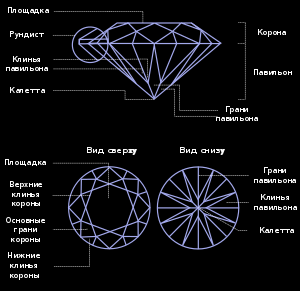 Площадка
Рундист
Клинья
павильона
Калетта
Корона
Павильон
Грани
павильона
Вид сверху
Вид снизу
Площадка
Верхние
клинья
короны
Основные
грани
короны
Нижние
клинья
короны
Грани
павильона
Клинья
павильона
Калетта